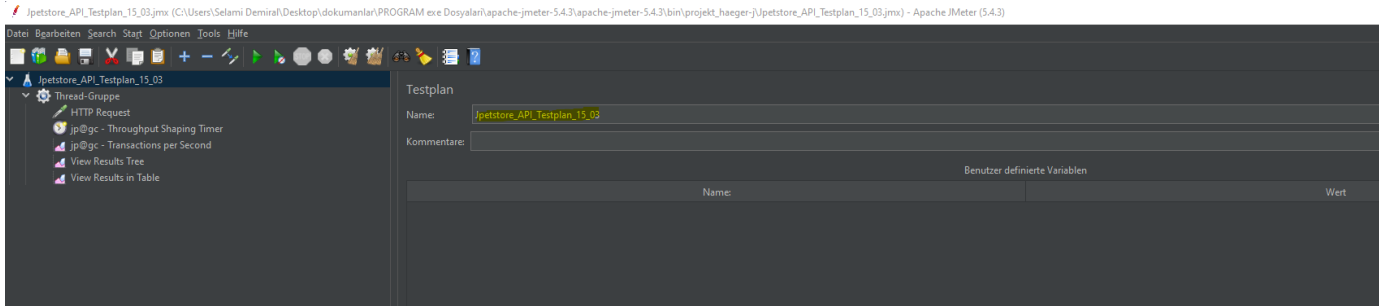 Jpetstore_API_Testplan_15_03.jmx (C:\Users\Selami Demiral\Desktop\dokumanlar\PROGRAM exe Dosyalari\apache-jmeter-5.4.3\apache-jmeter-5.4.3\bin\projekt_haeger-j\Jpetstore_API_Testplan_15_03.jmx) - Apache JMeter (5.4.3)
Datei Bearbeiten Search Start Optionen Tools Hilfe
Jpetstore_API_Testplan_15_03
Thread-Gruppe
HTTP Request
jp@gc - Throughput Shaping Timer
jp@gc - Transactions per Second
View Results Tree
View Results in Table
Testplan
Name: Jpetstore_API_Testplan_15_03
Kommentare:
Benutzer definierte Variablen
Name: Wert